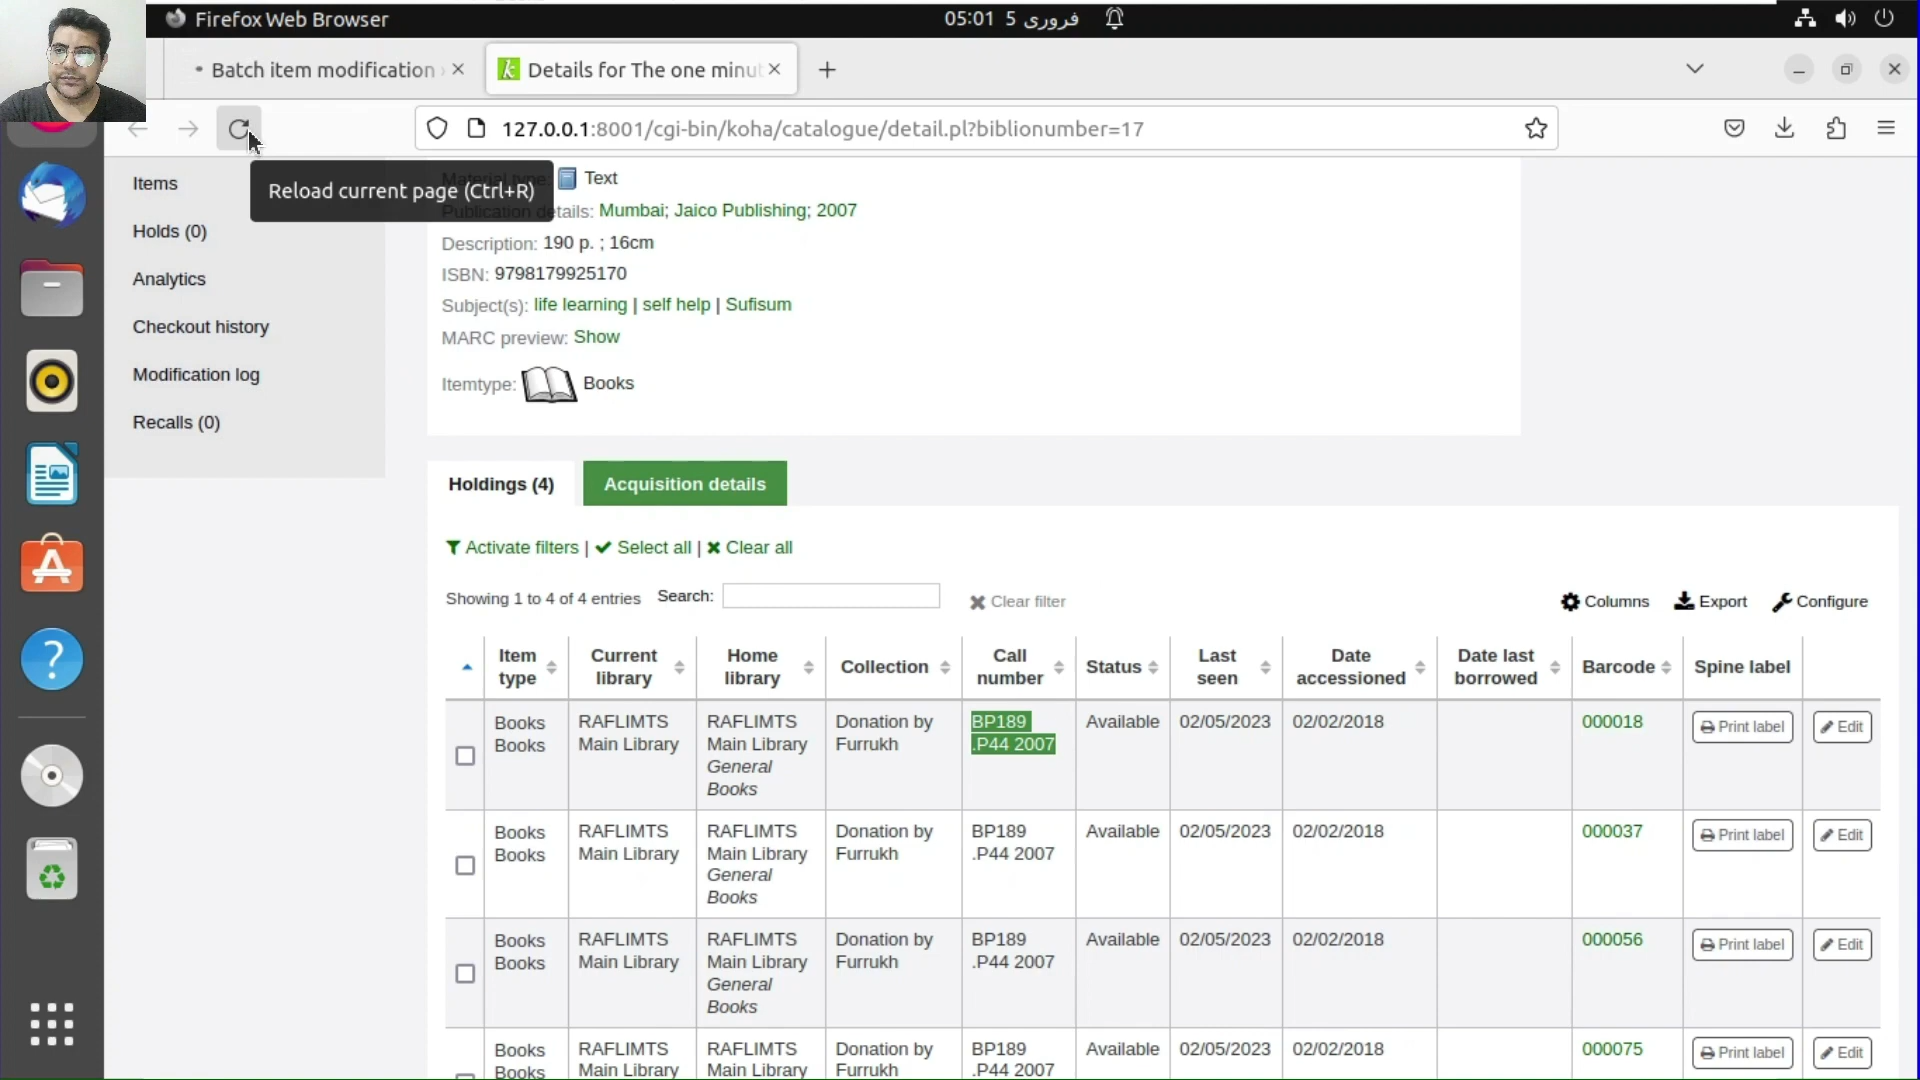 Firefox Web Browser
05:01 5 فروری
Batch item modification
Details for The one minut
127.0.0.1:8001/cgi-bin/koha/catalogue/detail.pl?biblionumber=17
Reload current page (Ctrl+R)
Items
Holds (0)
Analytics
Checkout history
Modification log
Recalls (0)
Material type: Text
Publication details: Mumbai; Jaico Publishing; 2007
Description: 190 p. ; 16cm
ISBN: 9798179925170
Subject(s): life learning | self help | Sufisum
MARC preview: Show
Itemtype: Books
Holdings (4) Acquisition details
Activate filters | Select all | Clear all
Showing 1 to 4 of 4 entries Search: Clear filter Columns Export Configure
Item type Current library Home library Collection Call number Status Last seen Date accessioned Date last borrowed Barcode Spine label
Books RAFLIMTS RAFLIMTS Donation by BP189 Available 02/05/2023 02/02/2018 000018 Print label Edit
Books Main Library Main Library Furrukh .P44 2007
General
Books
Books RAFLIMTS RAFLIMTS Donation by BP189 Available 02/05/2023 02/02/2018 000037 Print label Edit
Books Main Library Main Library Furrukh .P44 2007
General
Books
Books RAFLIMTS RAFLIMTS Donation by BP189 Available 02/05/2023 02/02/2018 000056 Print label Edit
Books Main Library Main Library Furrukh .P44 2007
General
Books
Books RAFLIMTS RAFLIMTS Donation by BP189 Available 02/05/2023 02/02/2018 000075 Print label Edit
Books Main Library Main Library Furrukh .P44 2007